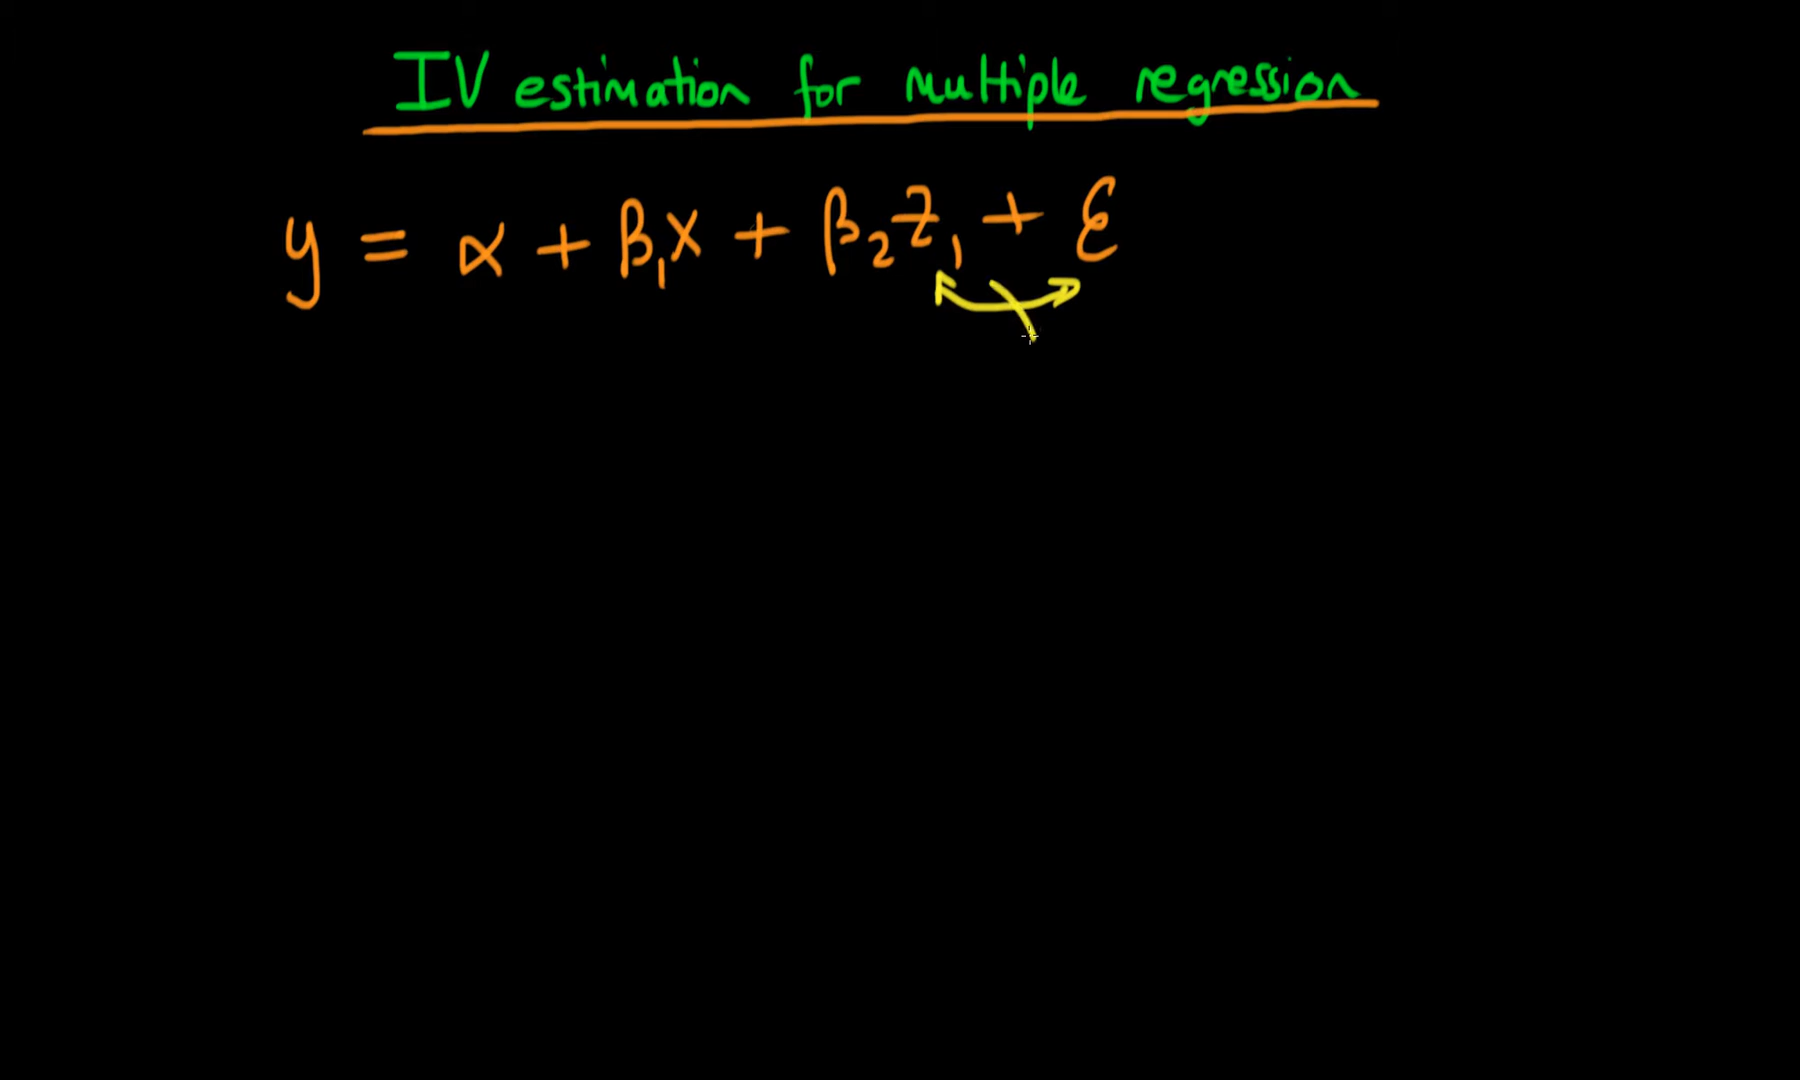 IV estimation for multiple regression
y = α + β₁x + β₂z₁ + ε